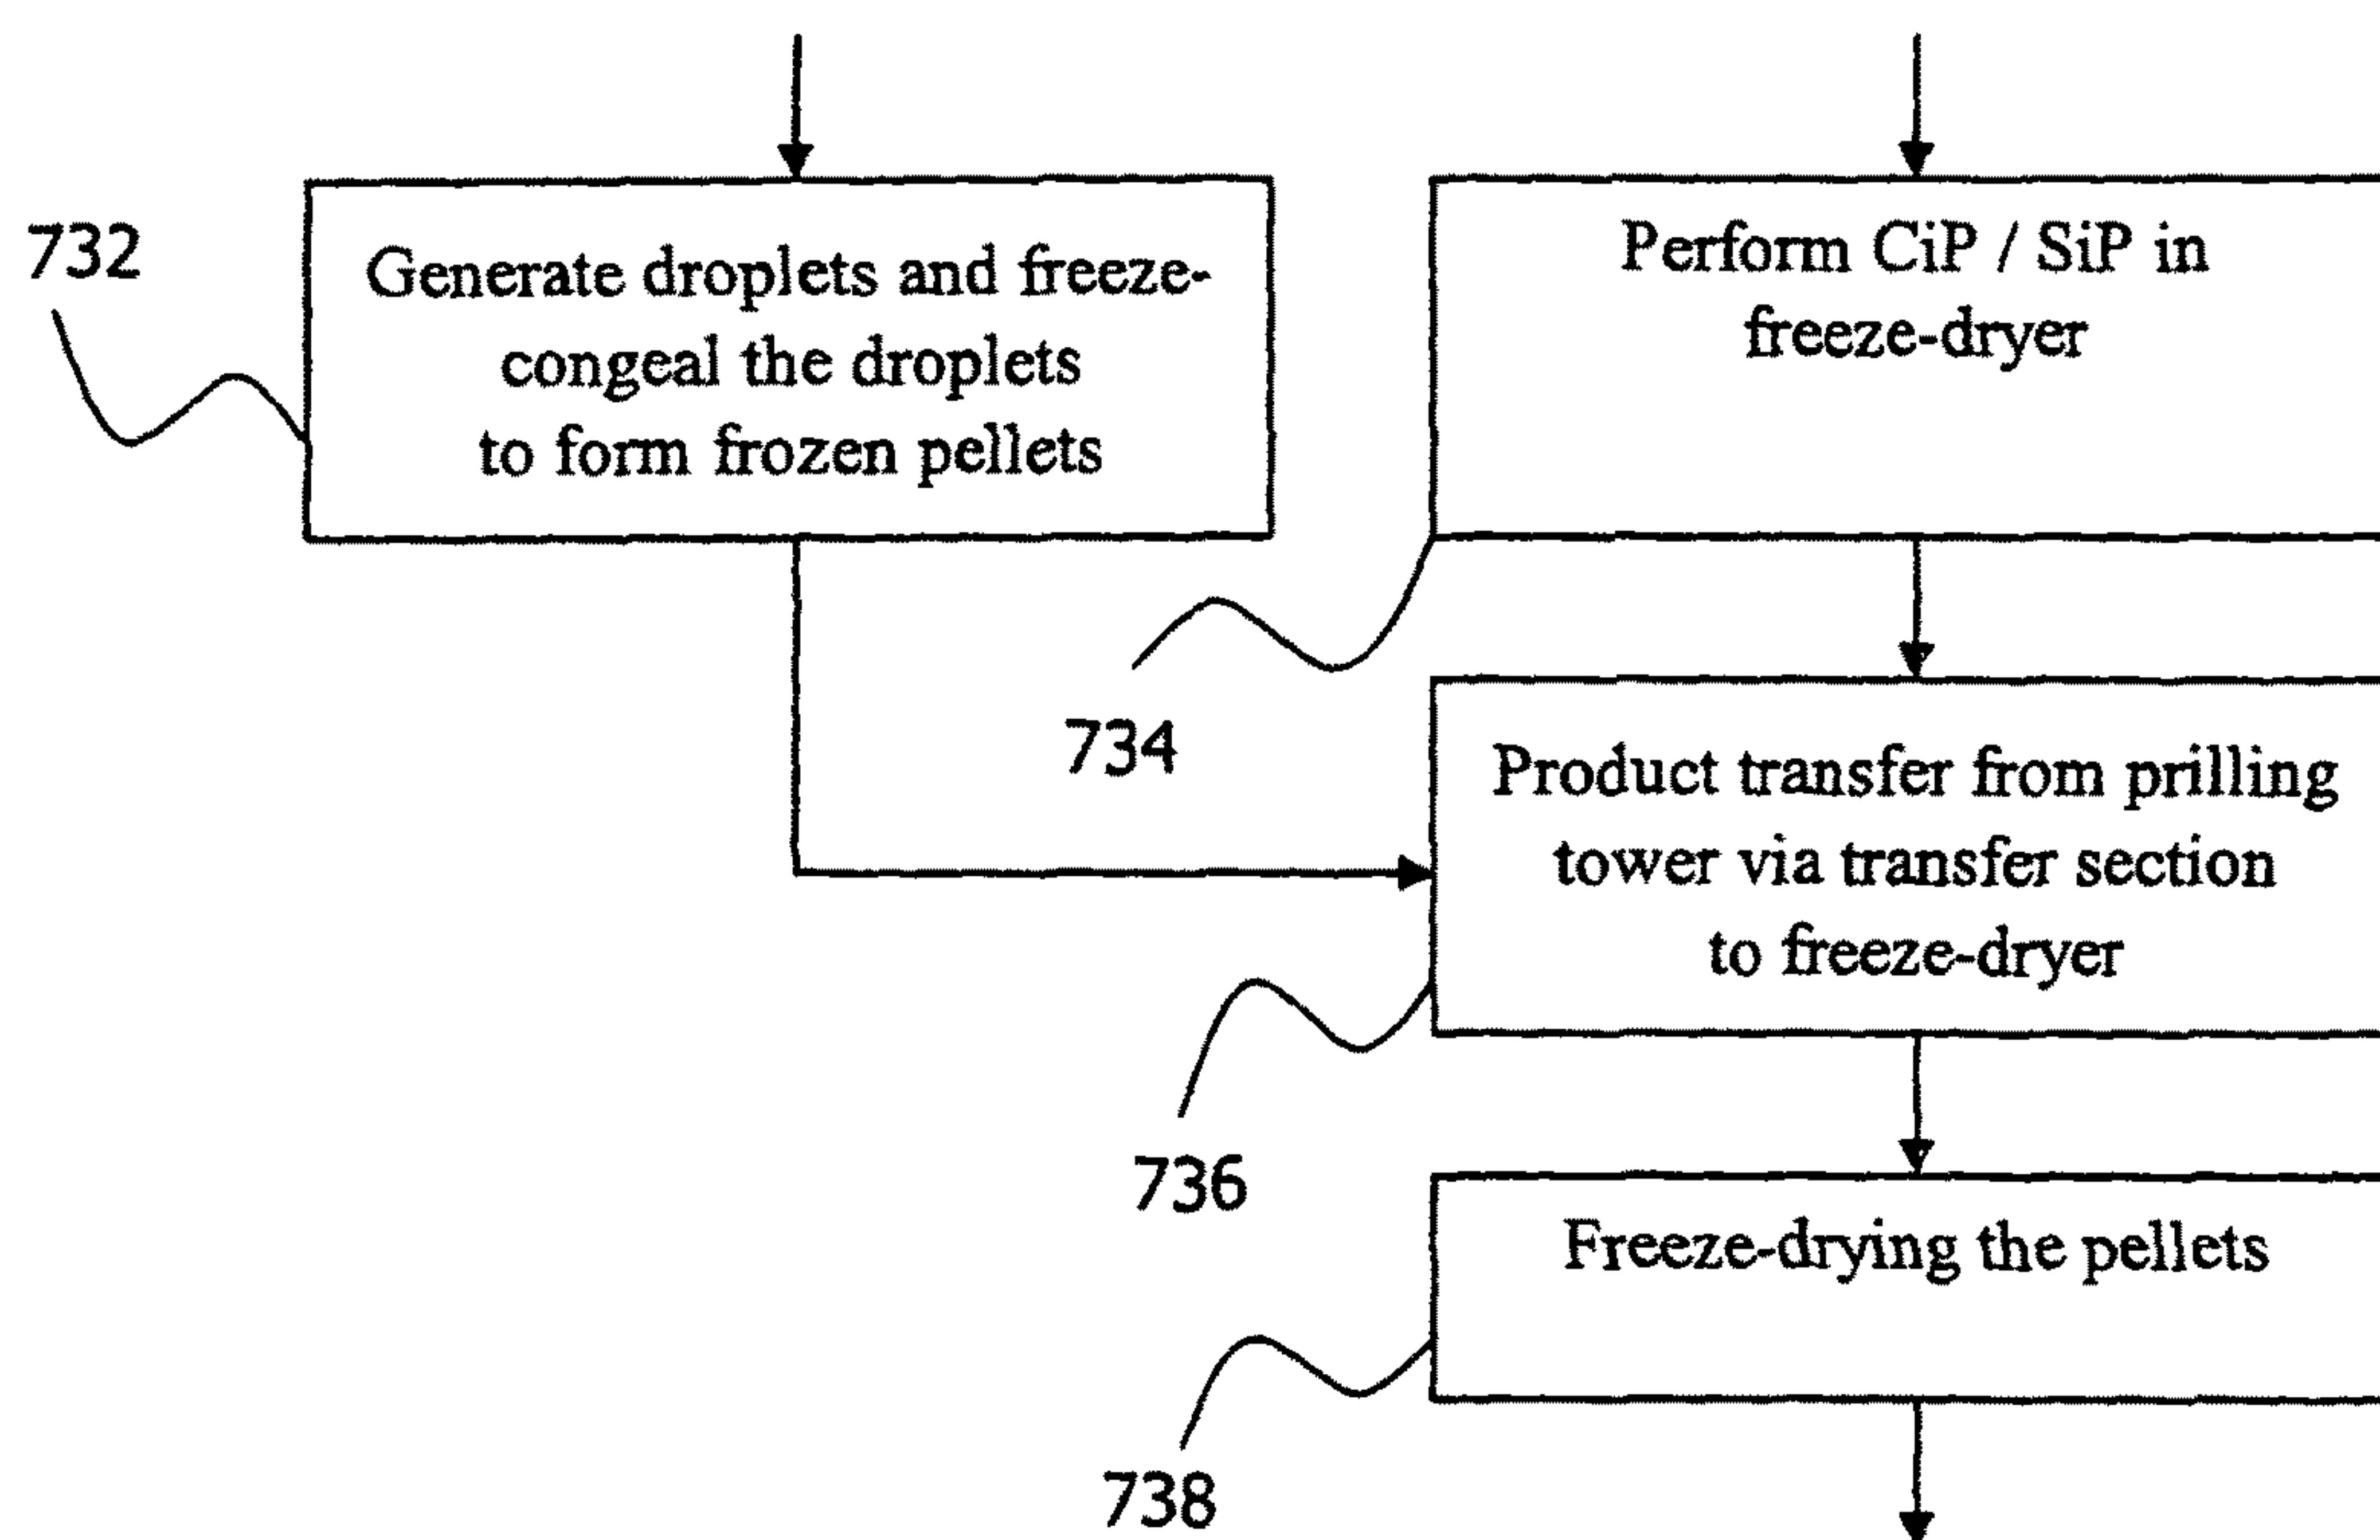 732
Generate droplets and freeze-
congeal the droplets
to form frozen pellets
Perform CiP / SiP in
freeze-dryer
734
Product transfer from prilling
tower via transfer section
to freeze-dryer
736
Freeze-drying the pellets
738